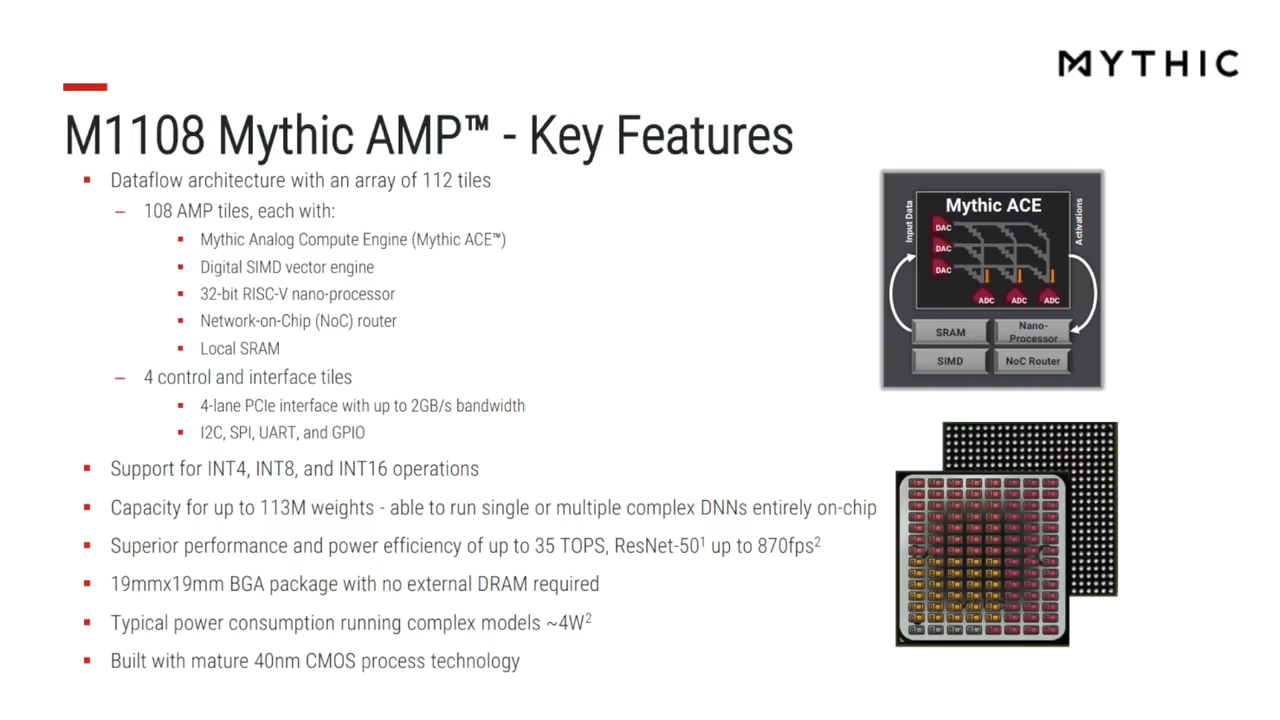 MYTHIC
M1108 Mythic AMP™ - Key Features
▪ Dataflow architecture with an array of 112 tiles
– 108 AMP tiles, each with:
▪ Mythic Analog Compute Engine (Mythic ACE™)
▪ Digital SIMD vector engine
▪ 32-bit RISC-V nano-processor
▪ Network-on-Chip (NoC) router
▪ Local SRAM
– 4 control and interface tiles
▪ 4-lane PCIe interface with up to 2GB/s bandwidth
▪ I2C, SPI, UART, and GPIO
▪ Support for INT4, INT8, and INT16 operations
▪ Capacity for up to 113M weights - able to run single or multiple complex DNNs entirely on-chip
▪ Superior performance and power efficiency of up to 35 TOPS, ResNet-50¹ up to 870fps²
▪ 19mmx19mm BGA package with no external DRAM required
▪ Typical power consumption running complex models ~4W²
▪ Built with mature 40nm CMOS process technology
Mythic ACE
Input Data
Activations
DAC
DAC
DAC
ADC ADC ADC
SRAM
Nano-
Processor
SIMD
NoC Router